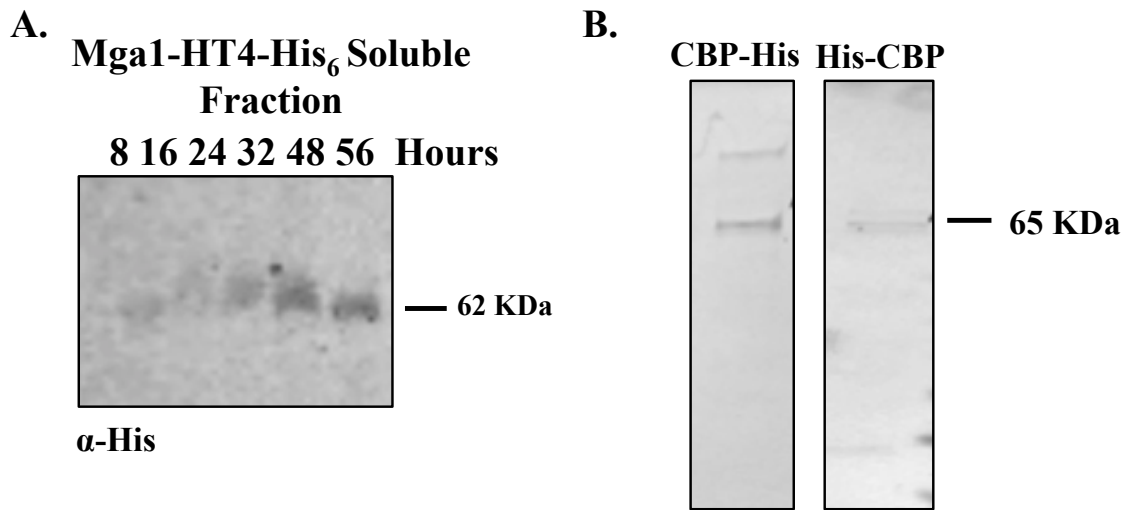 A.
Mga1-HT4-His₆ Soluble
Fraction
8 16 24 32 48 56 Hours
62 KDa
α-His
B.
CBP-His His-CBP
65 KDa